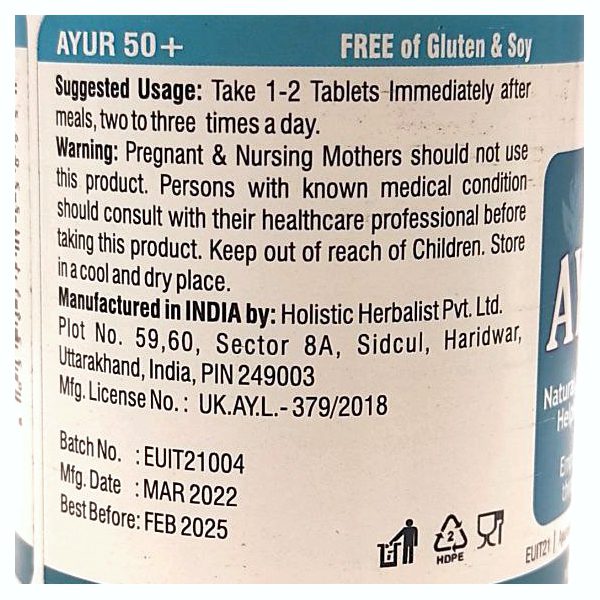 AYUR 50+
FREE of Gluten & Soy
Suggested Usage: Take 1-2 Tablets Immediately after
meals, two to three times a day.
Warning: Pregnant & Nursing Mothers should not use
this product. Persons with known medical condition
should consult with their healthcare professional before
taking this product. Keep out of reach of Children. Store
in a cool and dry place.
Manufactured in INDIA by: Holistic Herbalist Pvt. Ltd.
Plot No. 59,60, Sector 8A, Sidcul, Haridwar,
Uttarakhand, India, PIN 249003
Mfg. License No.: UK.AY.L.- 379/2018
Batch No. : EUIT21004
Mfg. Date : MAR 2022
Best Before: FEB 2025
2
HDPE
EUIT21 |